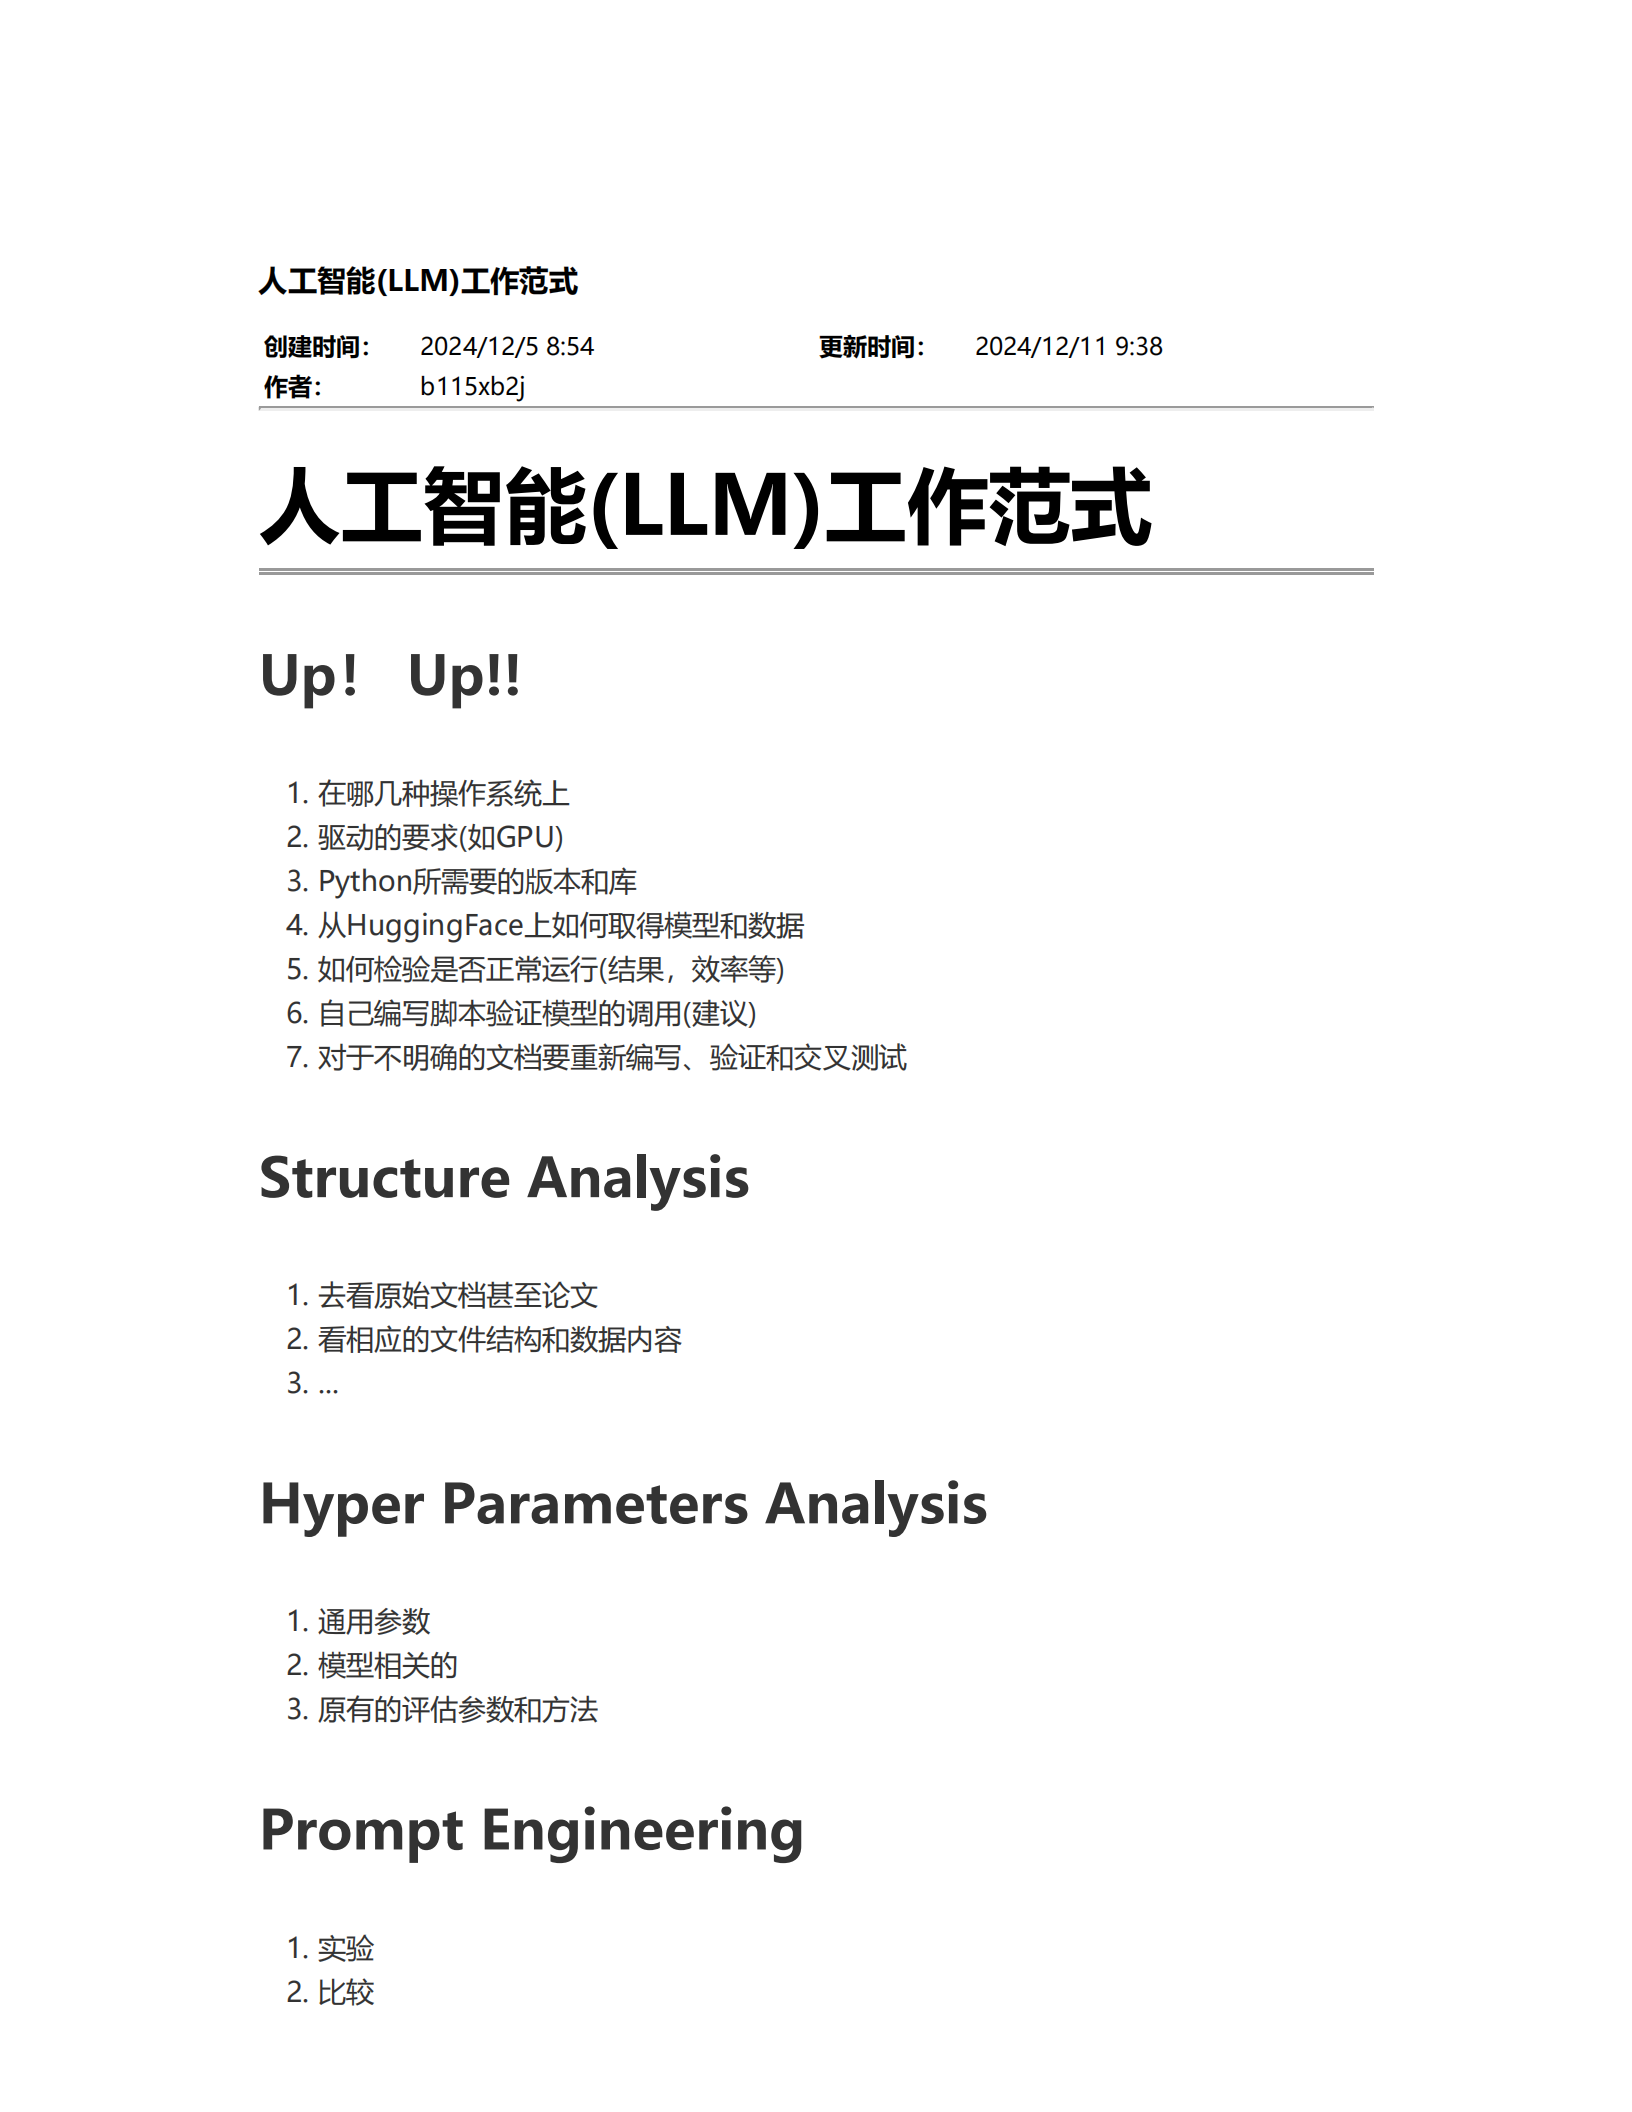 人工智能(LLM)工作范式
创建时间： 2024/12/5 8:54 更新时间： 2024/12/11 9:38
作者： b115xb2j
人工智能(LLM)工作范式
Up！ Up!!
1. 在哪几种操作系统上
2. 驱动的要求(如GPU)
3. Python所需要的版本和库
4. 从HuggingFace上如何取得模型和数据
5. 如何检验是否正常运行(结果，效率等)
6. 自己编写脚本验证模型的调用(建议)
7. 对于不明确的文档要重新编写、验证和交叉测试
Structure Analysis
1. 去看原始文档甚至论文
2. 看相应的文件结构和数据内容
3. ...
Hyper Parameters Analysis
1. 通用参数
2. 模型相关的
3. 原有的评估参数和方法
Prompt Engineering
1. 实验
2. 比较